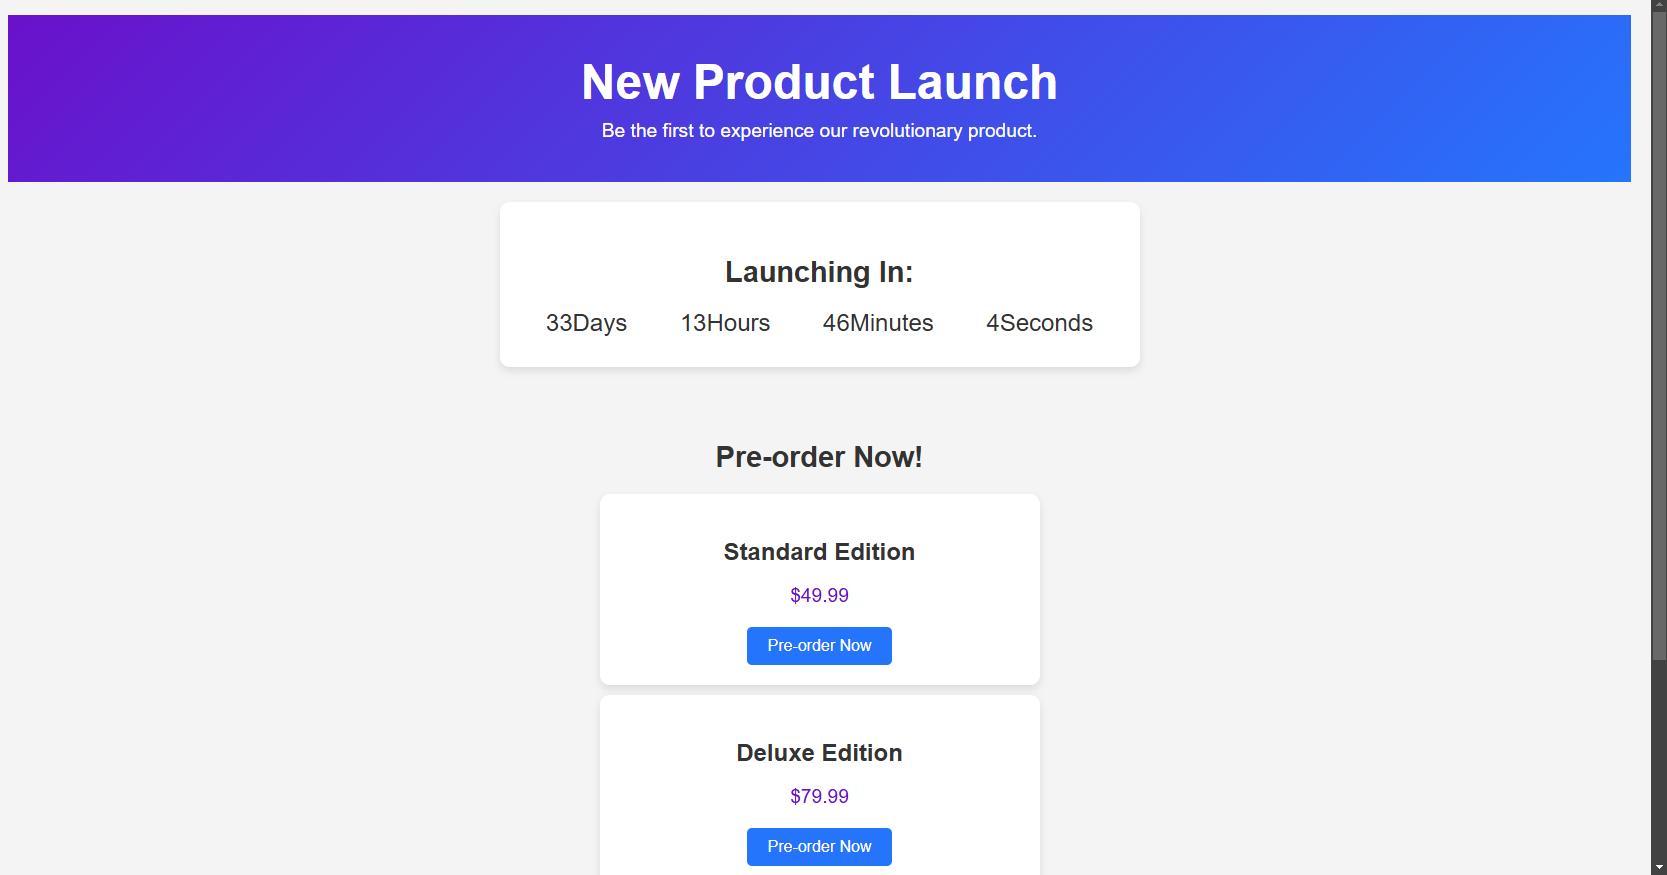 New Product Launch
Be the first to experience our revolutionary product.
Launching In:
33Days 13Hours 46Minutes 4Seconds
Pre-order Now!
Standard Edition
$49.99
Pre-order Now
Deluxe Edition
$79.99
Pre-order Now